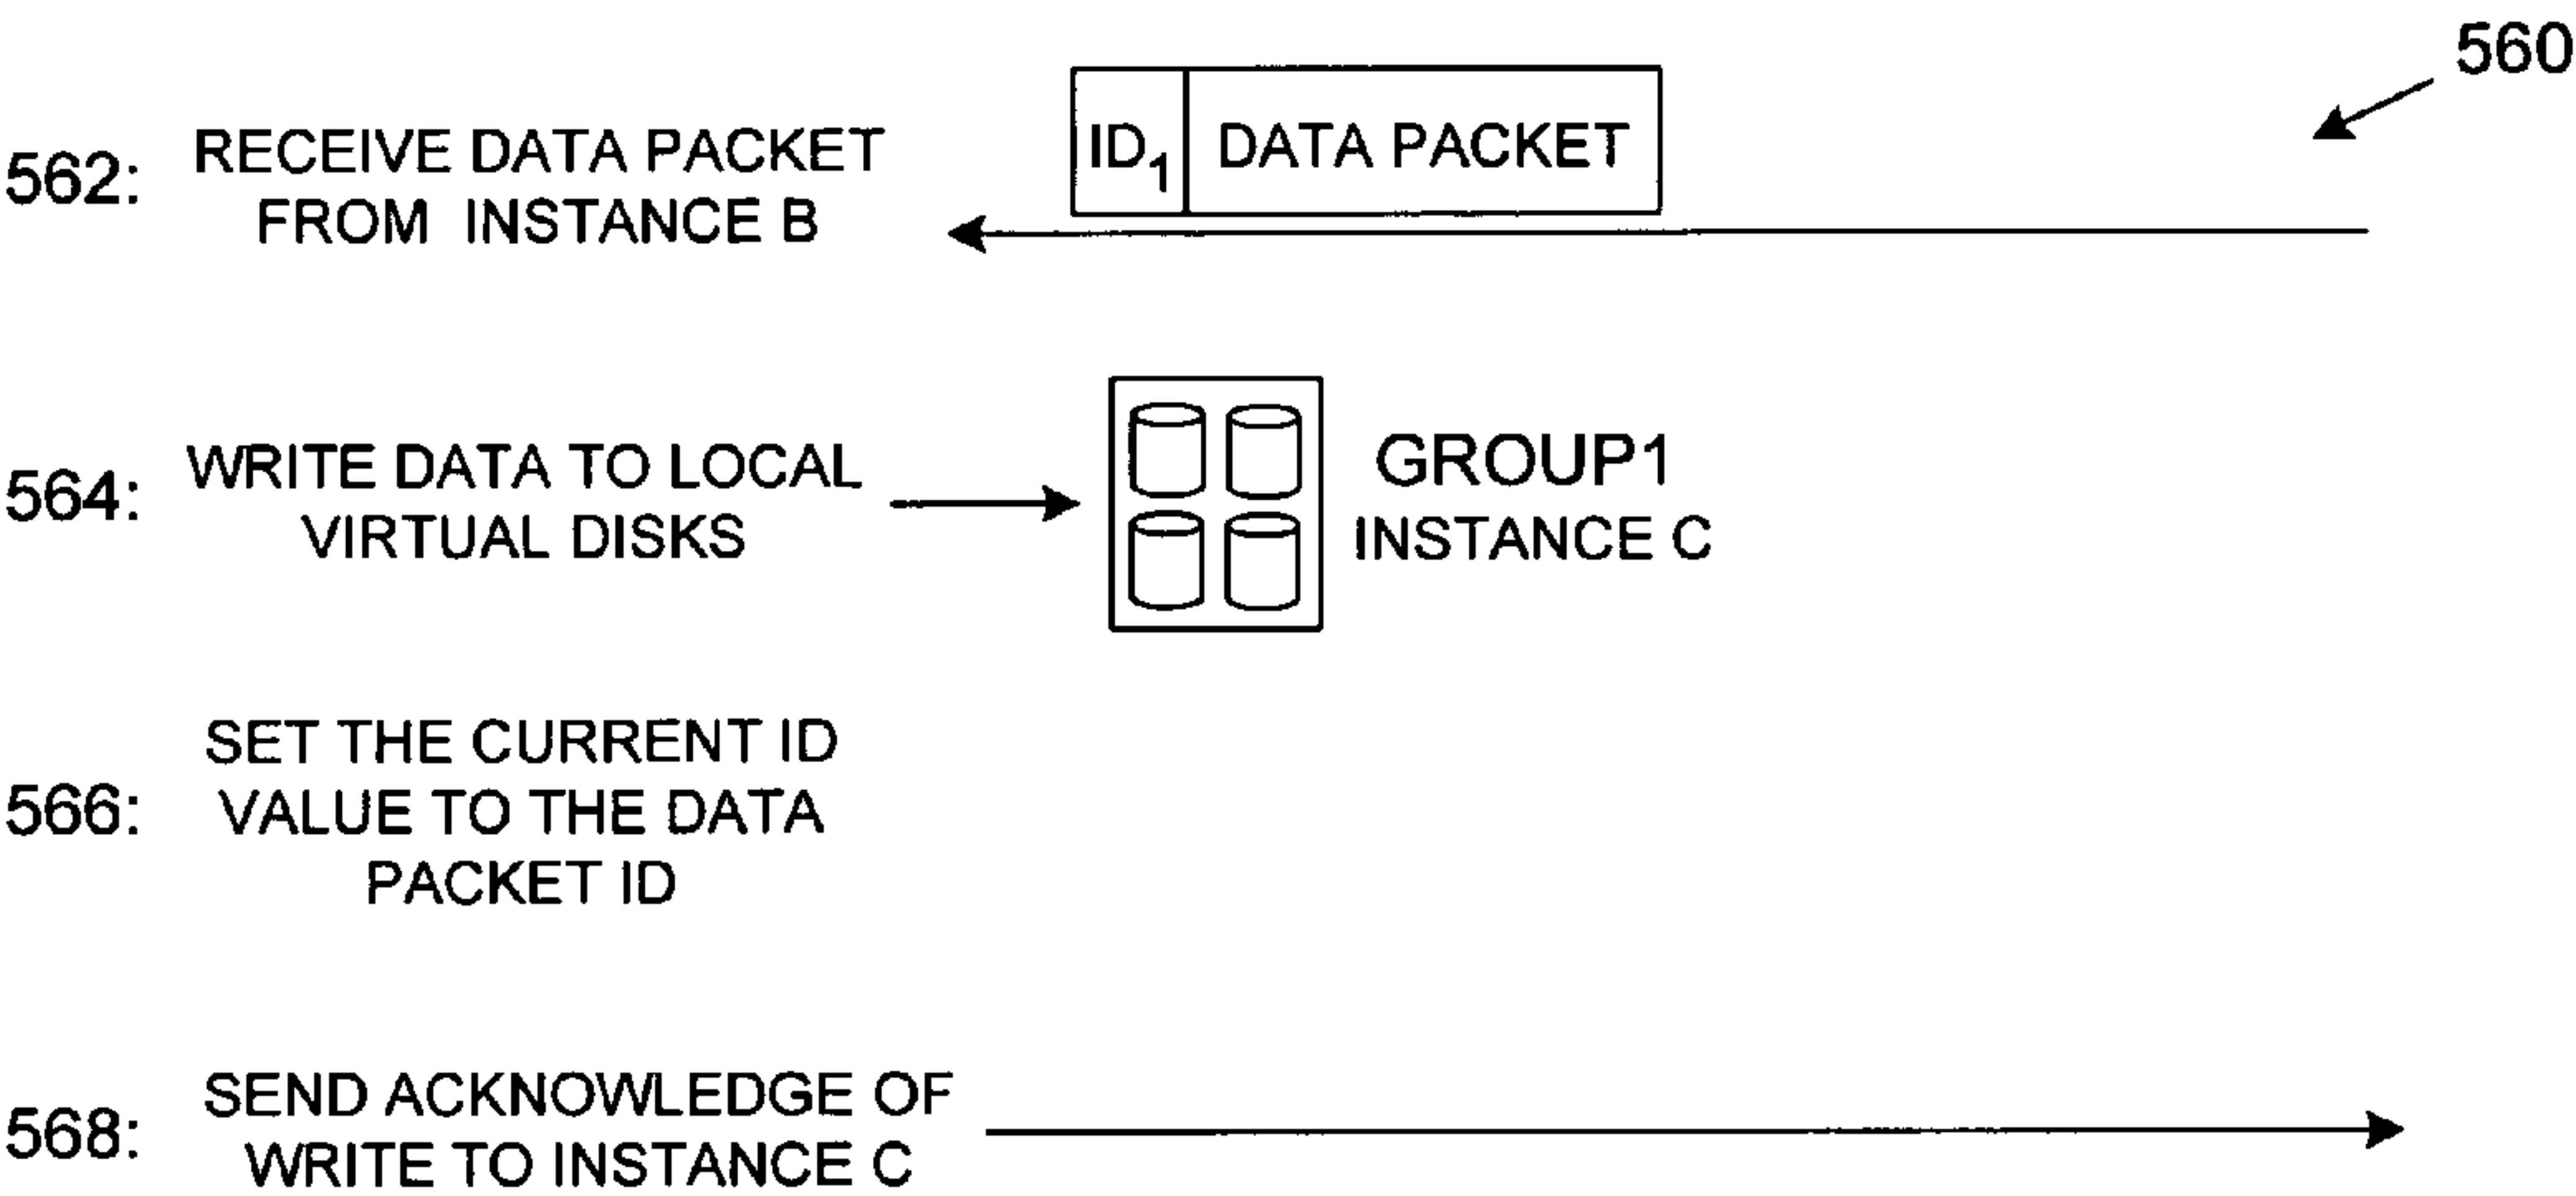 560
562: RECEIVE DATA PACKET
FROM INSTANCE B
ID₁ DATA PACKET
564: WRITE DATA TO LOCAL
VIRTUAL DISKS
GROUP1
INSTANCE C
566: SET THE CURRENT ID
VALUE TO THE DATA
PACKET ID
568: SEND ACKNOWLEDGE OF
WRITE TO INSTANCE C